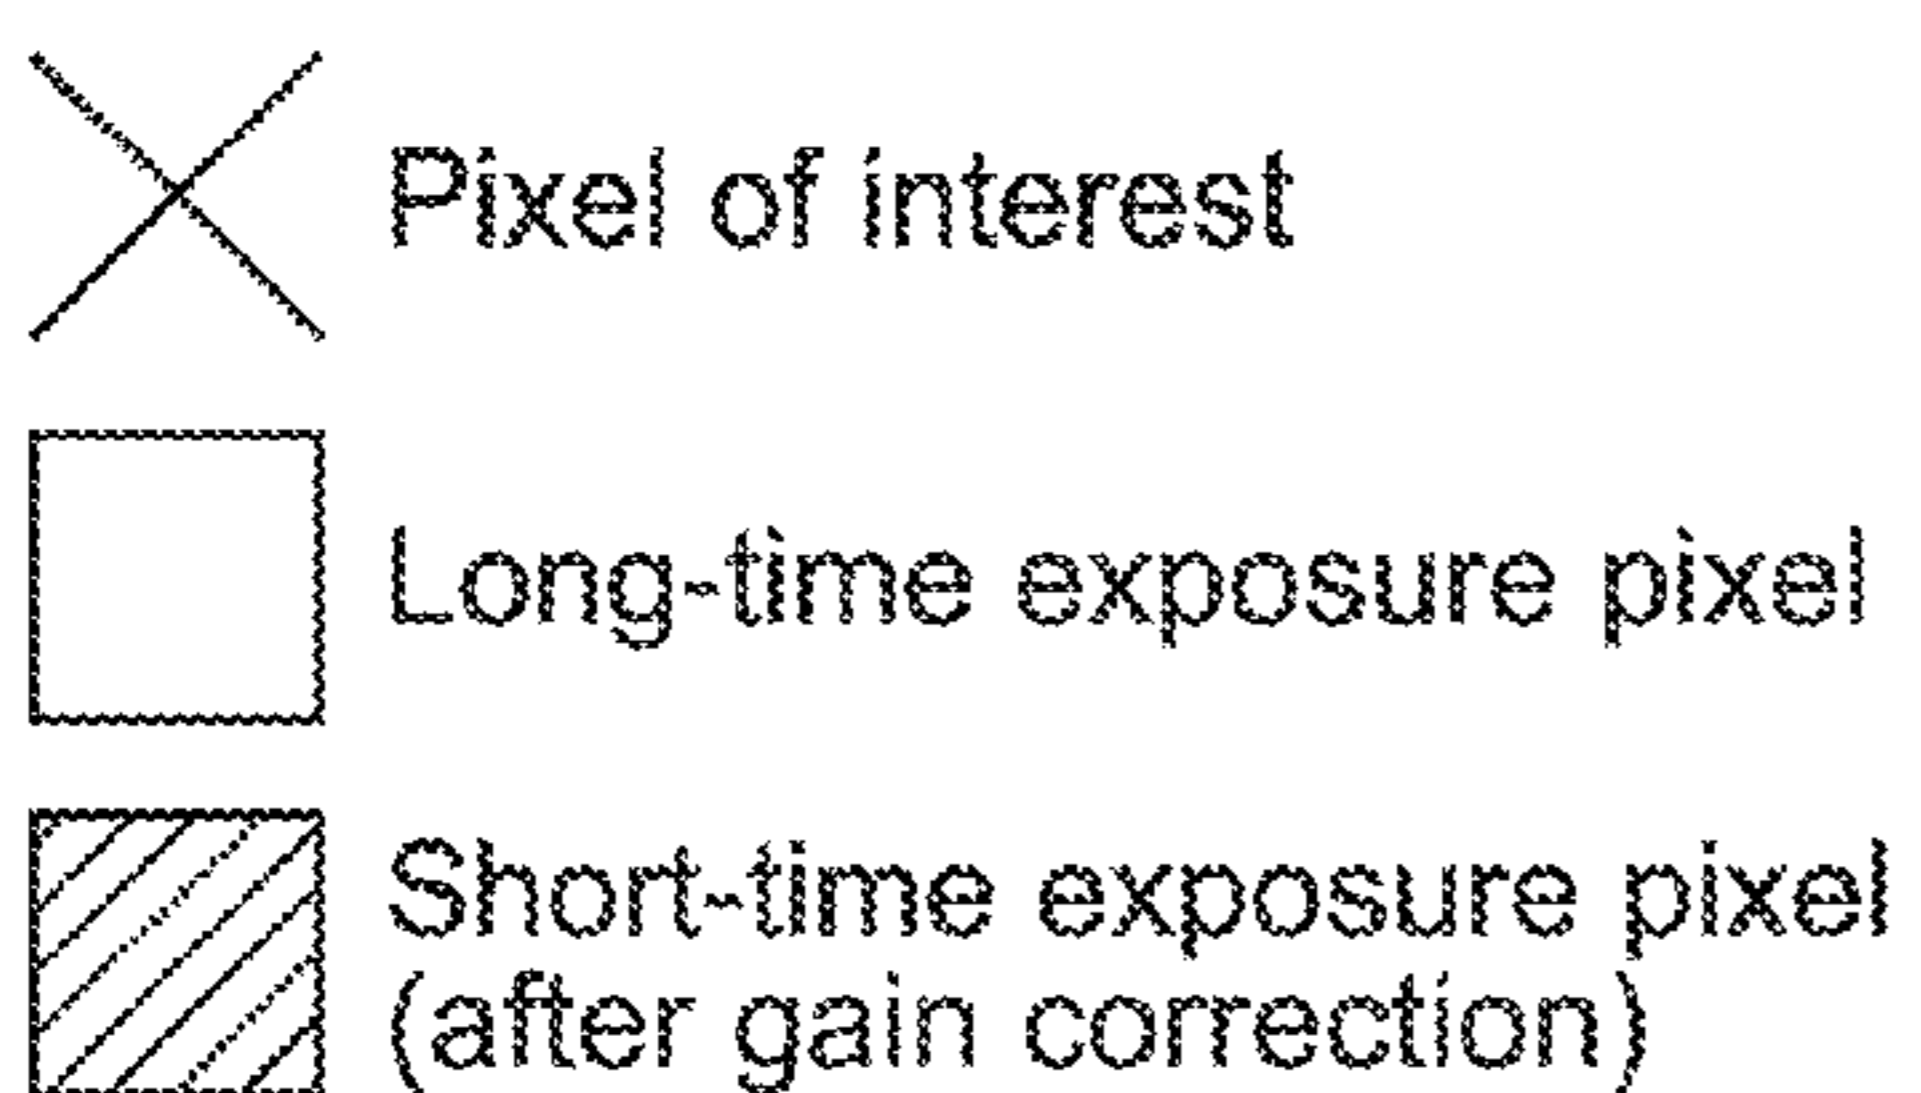 Pixel of interest
Long-time exposure pixel
Short-time exposure pixel
(after gain correction)